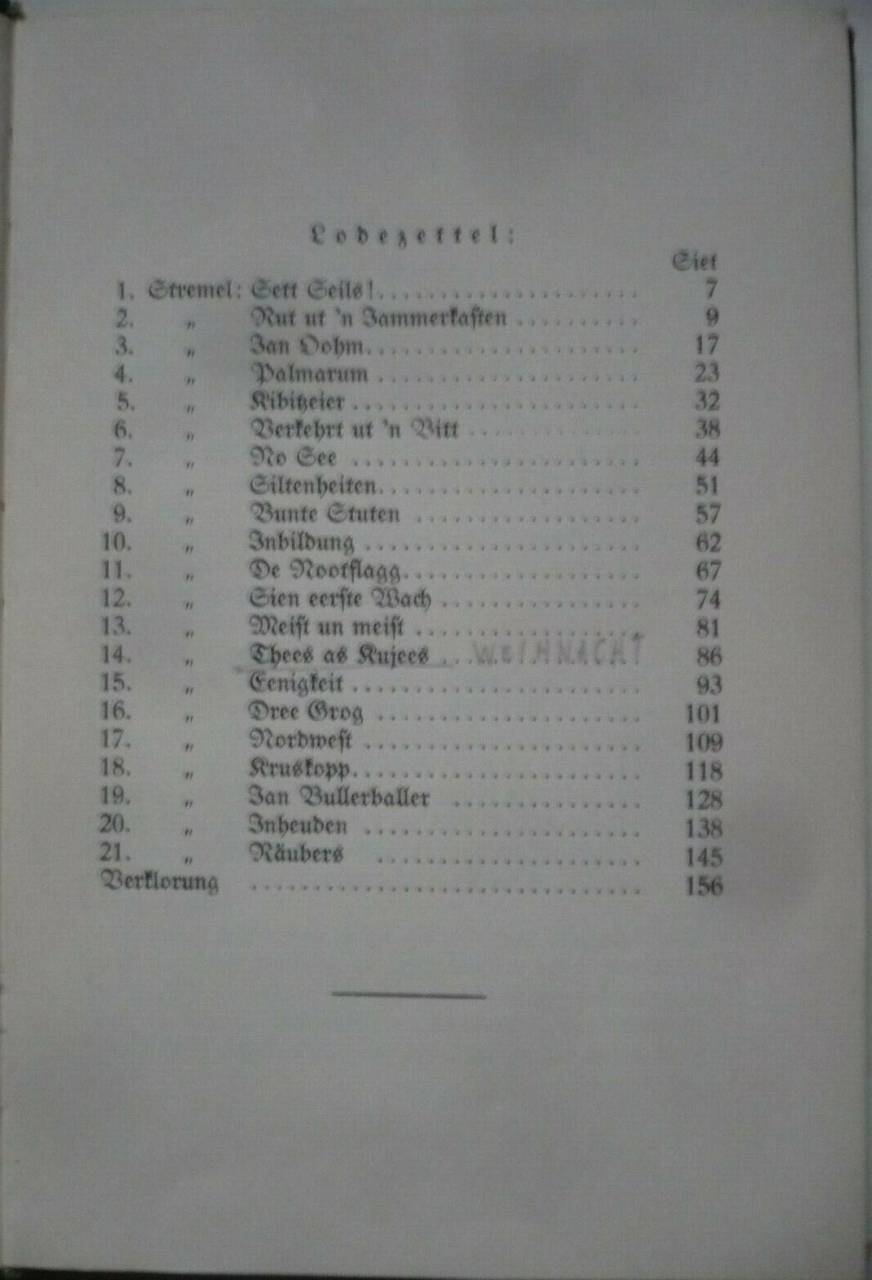 Lodezettel:
Siet
1. Stremel: Sett Seils! 7
2. „ Rut ut 'n Jammerkasten 9
3. „ Jan Oohm 17
4. „ Palmarum 23
5. „ Kibitzeier 32
6. „ Verkehrt ut 'n Bitt 38
7. „ No See 44
8. „ Siltenheiten 51
9. „ Bunte Stuten 57
10. „ Inbildung 62
11. „ De Nootflagg 67
12. „ Sien eerste Wach 74
13. „ Meist un meist 81
14. „ Thees as Kujees WEIHNACHT 86
15. „ Eenigkeit 93
16. „ Dree Grog 101
17. „ Nordwest 109
18. „ Kruskopp 118
19. „ Jan Bullerballer 128
20. „ Inheuden 138
21. „ Räubers 145
Verklorung 156